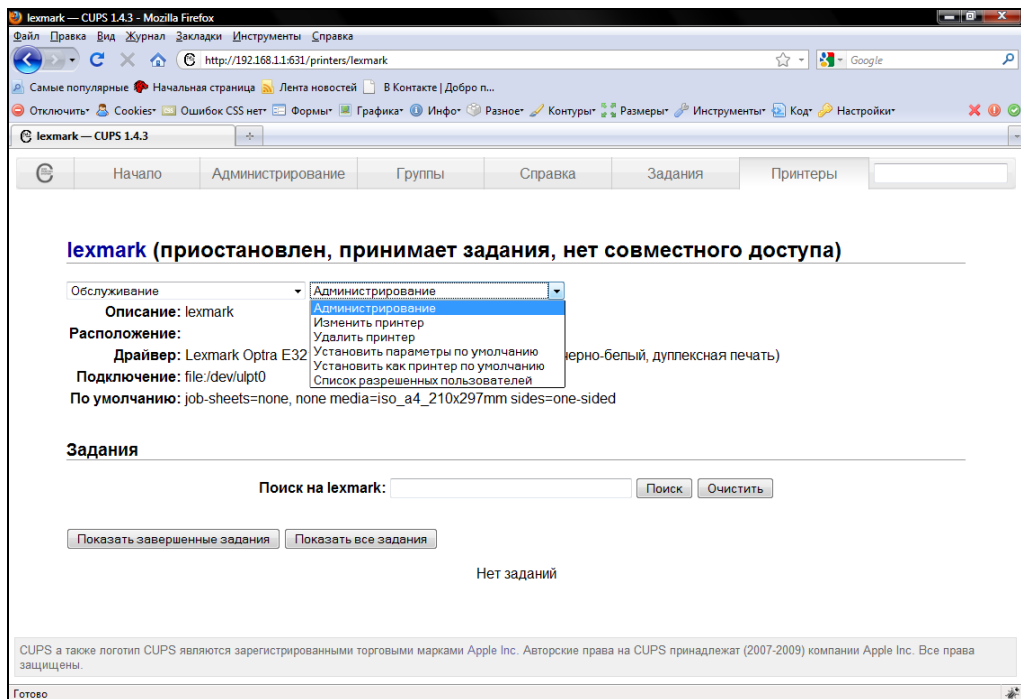 lexmark — CUPS 1.4.3 - Mozilla Firefox
Файл Правка Вид Журнал Закладки Инструменты Справка
http://192.168.1.1:631/printers/lexmark
Google
Самые популярные Начальная страница Лента новостей В Контакте | Добро п...
Отключить Cookies Ошибок CSS нет Формы Графика Инфо Разное Контуры Размеры Инструменты Код Настройки
lexmark — CUPS 1.4.3
Начало Администрирование Группы Справка Задания Принтеры
lexmark (приостановлен, принимает задания, нет совместного доступа)
Обслуживание Администрирование
Администрирование
Описание: lexmark
Изменить принтер
Расположение:
Удалить принтер
Драйвер: Lexmark Optra E32 черно-белый, дуплексная печать)
Установить параметры по умолчанию
Установить как принтер по умолчанию
Подключение: file:/dev/ulpt0
Список разрешенных пользователей
По умолчанию: job-sheets=none, none media=iso_a4_210x297mm sides=one-sided
Задания
Поиск на lexmark: Поиск Очистить
Показать завершенные задания Показать все задания
Нет заданий
CUPS а также логотип CUPS являются зарегистрированными торговыми марками Apple Inc. Авторские права на CUPS принадлежат (2007-2009) компании Apple Inc. Все права
защищены.
Готово